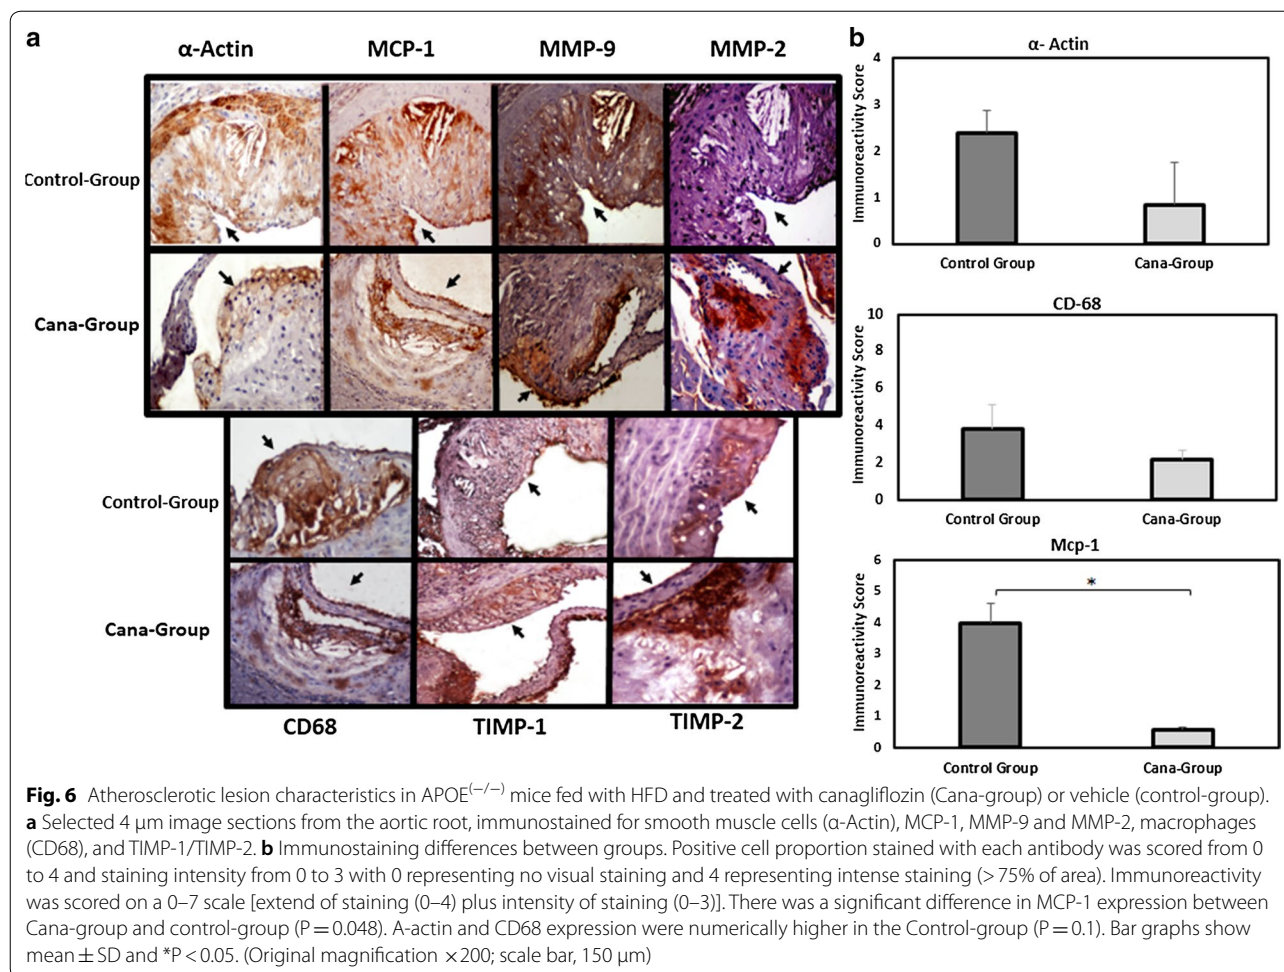 a
α-Actin MCP-1 MMP-9 MMP-2
Control-Group
Cana-Group
Control-Group
Cana-Group
CD68 TIMP-1 TIMP-2
b
α- Actin
Immunoreactivity Score
4
3
2
1
0
Control Group Cana-Group
CD-68
Immunoreactivity Score
10
8
6
4
2
0
Control Group Cana-Group
Mcp-1
Immunoreactivity Score
6
5
4
3
2
1
0
*
Control Group Cana-Group
Fig. 6 Atherosclerotic lesion characteristics in APOE(−/−) mice fed with HFD and treated with canagliflozin (Cana-group) or vehicle (control-group).
a Selected 4 μm image sections from the aortic root, immunostained for smooth muscle cells (α-Actin), MCP-1, MMP-9 and MMP-2, macrophages
(CD68), and TIMP-1/TIMP-2. b Immunostaining differences between groups. Positive cell proportion stained with each antibody was scored from 0
to 4 and staining intensity from 0 to 3 with 0 representing no visual staining and 4 representing intense staining (> 75% of area). Immunoreactivity
was scored on a 0–7 scale [extend of staining (0–4) plus intensity of staining (0–3)]. There was a significant difference in MCP-1 expression between
Cana-group and control-group (P = 0.048). A-actin and CD68 expression were numerically higher in the Control-group (P = 0.1). Bar graphs show
mean ± SD and *P < 0.05. (Original magnification ×200; scale bar, 150 μm)